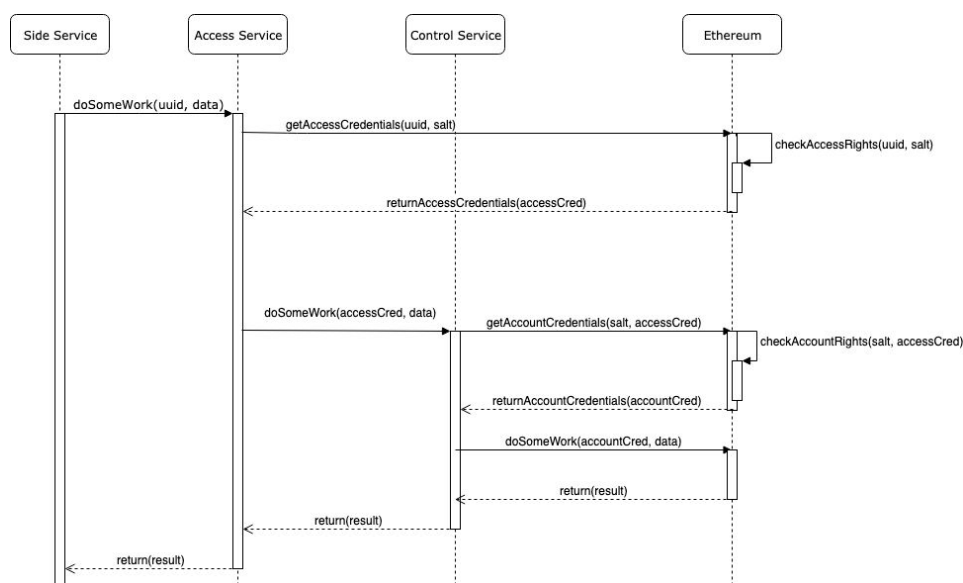 Side Service
Access Service
Control Service
Ethereum
doSomeWork(uuid, data)
getAccessCredentials(uuid, salt)
checkAccessRights(uuid, salt)
returnAccessCredentials(accessCred)
doSomeWork(accessCred, data)
getAccountCredentials(salt, accessCred)
checkAccountRights(salt, accessCred)
returnAccountCredentials(accountCred)
doSomeWork(accountCred, data)
return(result)
return(result)
return(result)